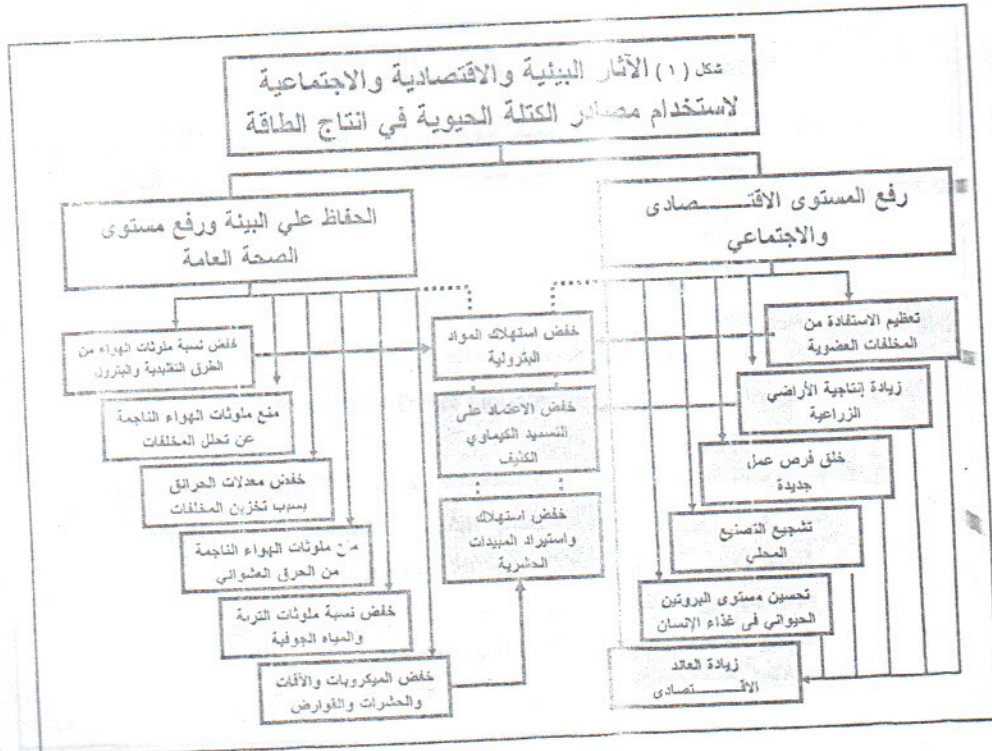 شكل (١) الآثار البيئية والاقتصادية والاجتماعية
لاستخدام مصادر الكتلة الحيوية في انتاج الطاقة
رفع المستوى الاقتـــــصادى
والاجتماعي
الحفاظ علي البيئة ورفع مستوى
الصحة العامة
تعظيم الاستفادة من
المخلفات العضوية
زيادة إنتاجية الأراضي
الزراعية
خلق فرص عمل
جديدة
تشجيع التصنيع
المحلي
تحسين مستوى البروتين
الحيواني فى غذاء الإنسان
زيادة العائد
الاقـــــتصادى
خفض استهلاك المواد
البترولية
خفض الاعتماد على
التسميد الكيماوي
الكثيف
خفض استهلاك
واستيراد المبيدات
الحشرية
خفض نسبة ملوثات الهواء من
الطرق التقليدية والبترول
منع ملوثات الهواء الناجمة
عن تحلل المخلفات
خفض معدلات الحرائق
بسبب تخزين المخلفات
منع ملوثات الهواء الناجمة
من الحرق العشوائي
خفض نسبة ملوثات التربة
والمياه الجوفية
خفض الميكروبات والآفات
والحشرات والقوارض